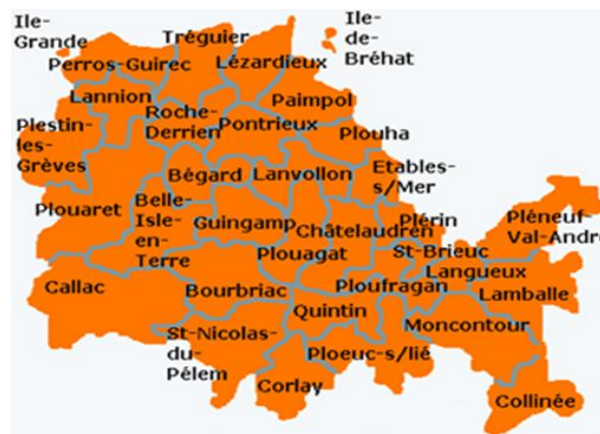 Ile-
Grande
Tréguier
Ile-
de-
Bréhat
Perros-Guirec
Lézardieux
Lannion
Paimpol
Roche-
Derrien
Pontrieux
Plestin-
les-
Grèves
Plouha
Bégard
Lanvollon
Etables-
s/Mer
Plouaret
Belle-
Isle-
en-
Terre
Guingamp
Châtelaudrén
Plérin
Pléneuf-
Val-André
Plouagat
St-Brieuc
Langueux
Callac
Bourbriac
Ploufragan
Lamballe
Quintin
Moncontour
St-Nicolas-
du-
Pélem
Ploeuc-s/lié
Corlay
Collinée